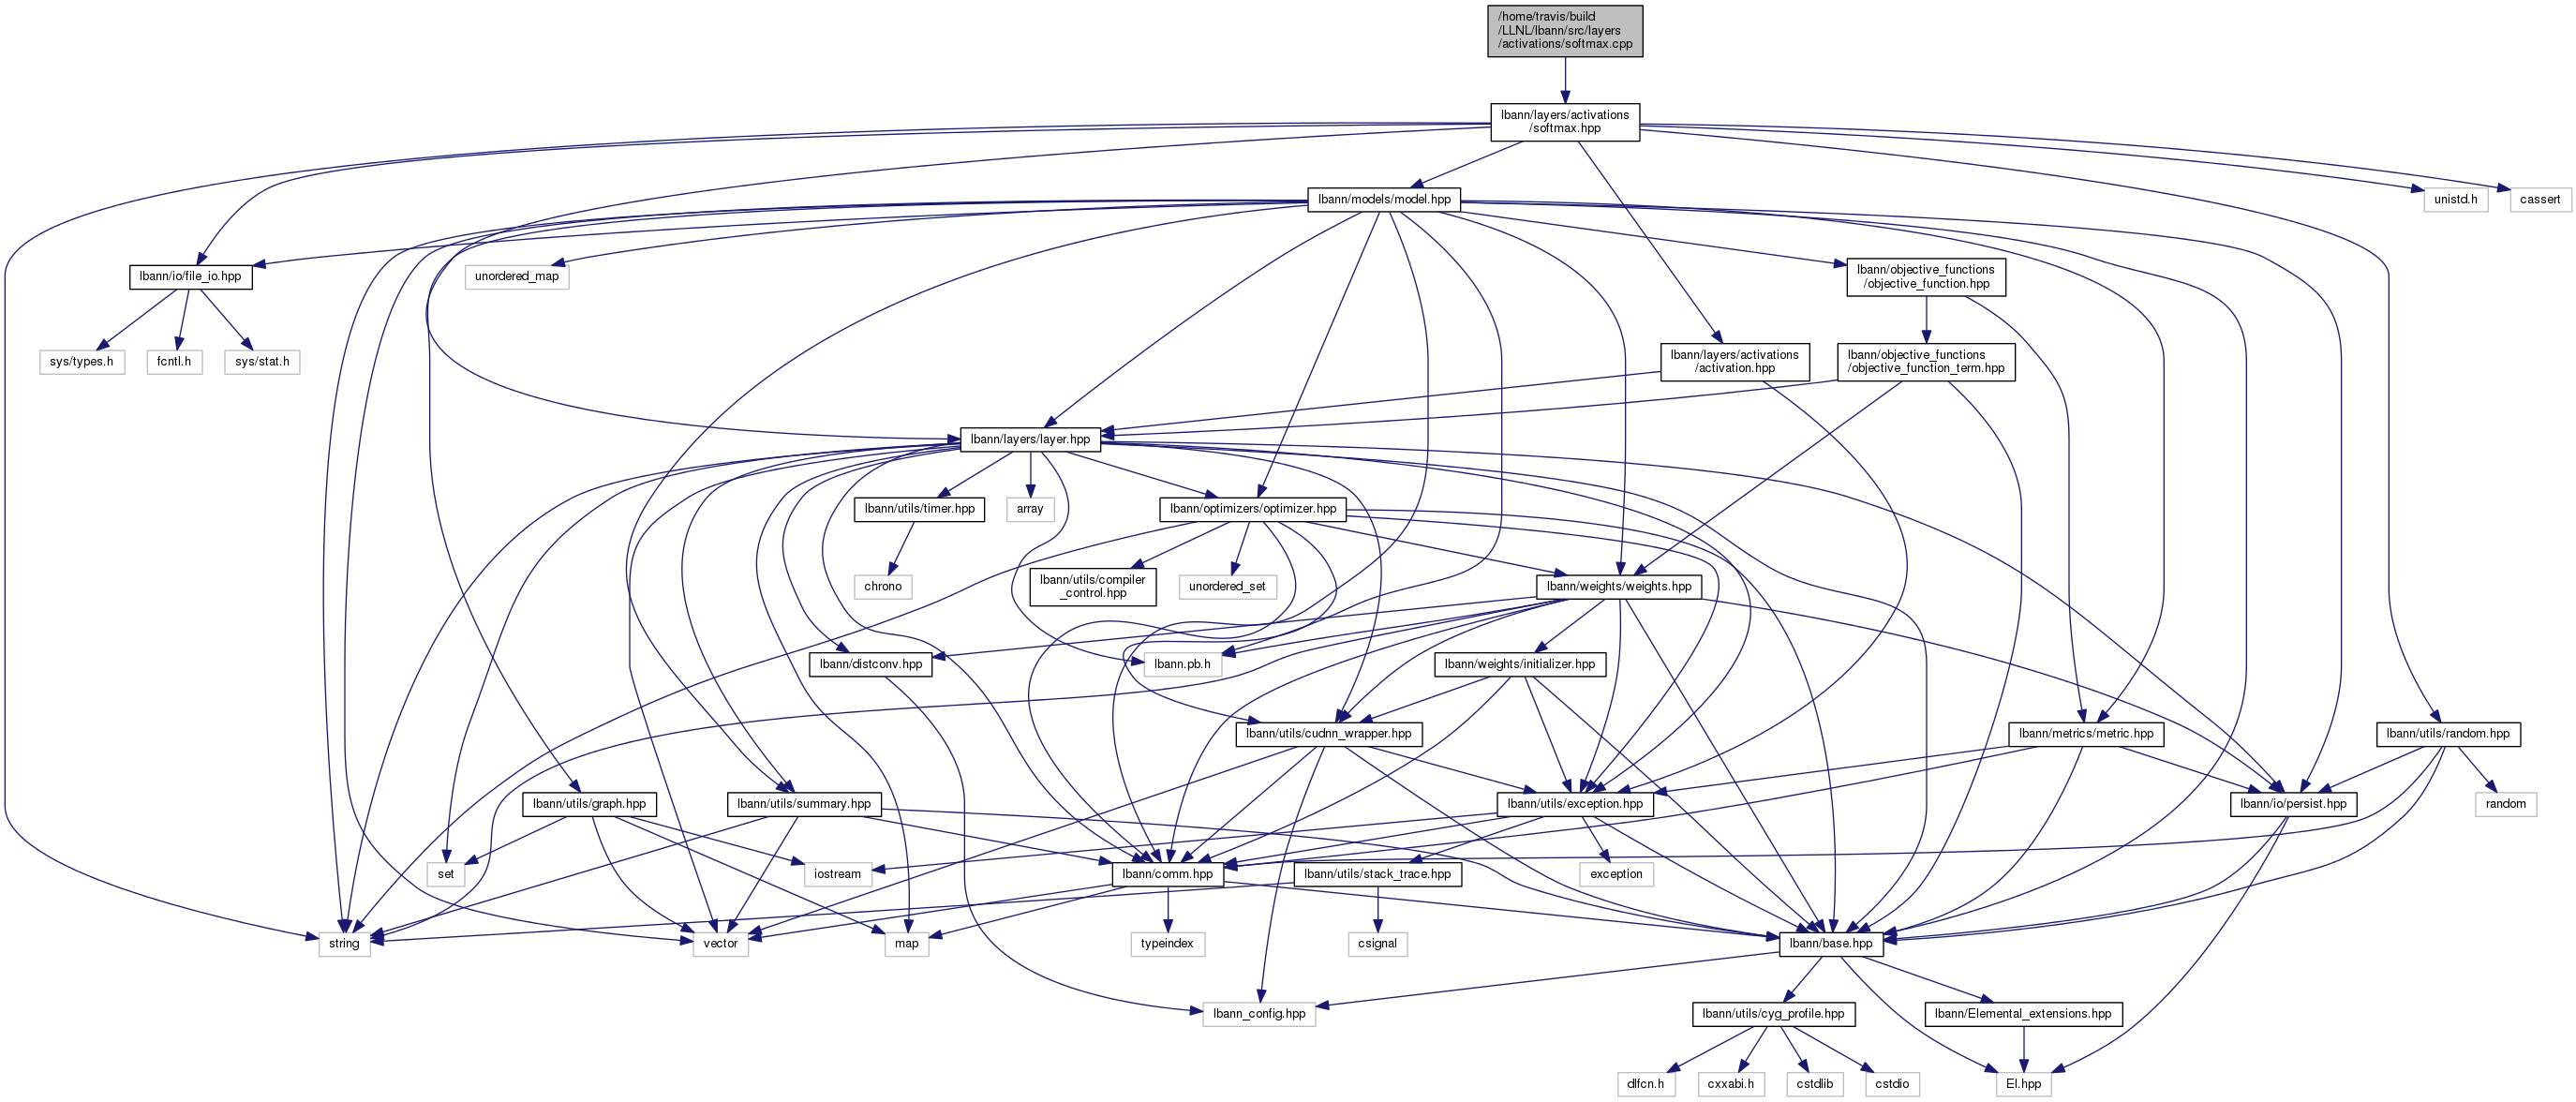 /home/travis/build
/LLNL/lbann/src/layers
/activations/softmax.cpp
lbann/layers/activations
/softmax.hpp
lbann/models/model.hpp
unistd.h
cassert
lbann/io/file_io.hpp
unordered_map
lbann/objective_functions
/objective_function.hpp
sys/types.h
fcntl.h
sys/stat.h
lbann/layers/activations
/activation.hpp
lbann/objective_functions
/objective_function_term.hpp
lbann/layers/layer.hpp
lbann/utils/timer.hpp
array
lbann/optimizers/optimizer.hpp
chrono
lbann/utils/compiler
_control.hpp
unordered_set
lbann/weights/weights.hpp
lbann/distconv.hpp
lbann.pb.h
lbann/weights/initializer.hpp
lbann/utils/cudnn_wrapper.hpp
lbann/metrics/metric.hpp
lbann/utils/random.hpp
lbann/utils/graph.hpp
lbann/utils/summary.hpp
lbann/utils/exception.hpp
lbann/io/persist.hpp
random
set
iostream
lbann/comm.hpp
lbann/utils/stack_trace.hpp
exception
string
vector
map
typeindex
csignal
lbann/base.hpp
lbann_config.hpp
lbann/utils/cyg_profile.hpp
lbann/Elemental_extensions.hpp
dlfcn.h
cxxabi.h
cstdlib
cstdio
El.hpp